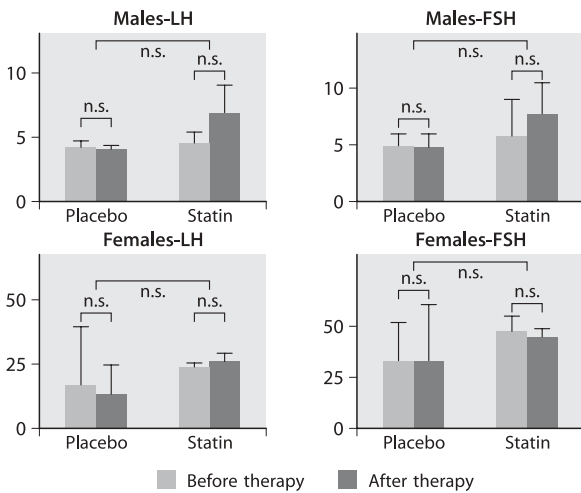 Males-LH
Males-FSH
n.s.
n.s.
n.s.
n.s.
n.s.
n.s.
10
5
0
10
5
0
Placebo
Statin
Placebo
Statin
Females-LH
Females-FSH
n.s.
n.s.
n.s.
n.s.
n.s.
n.s.
50
25
0
50
25
0
Placebo
Statin
Placebo
Statin
Before therapy
After therapy